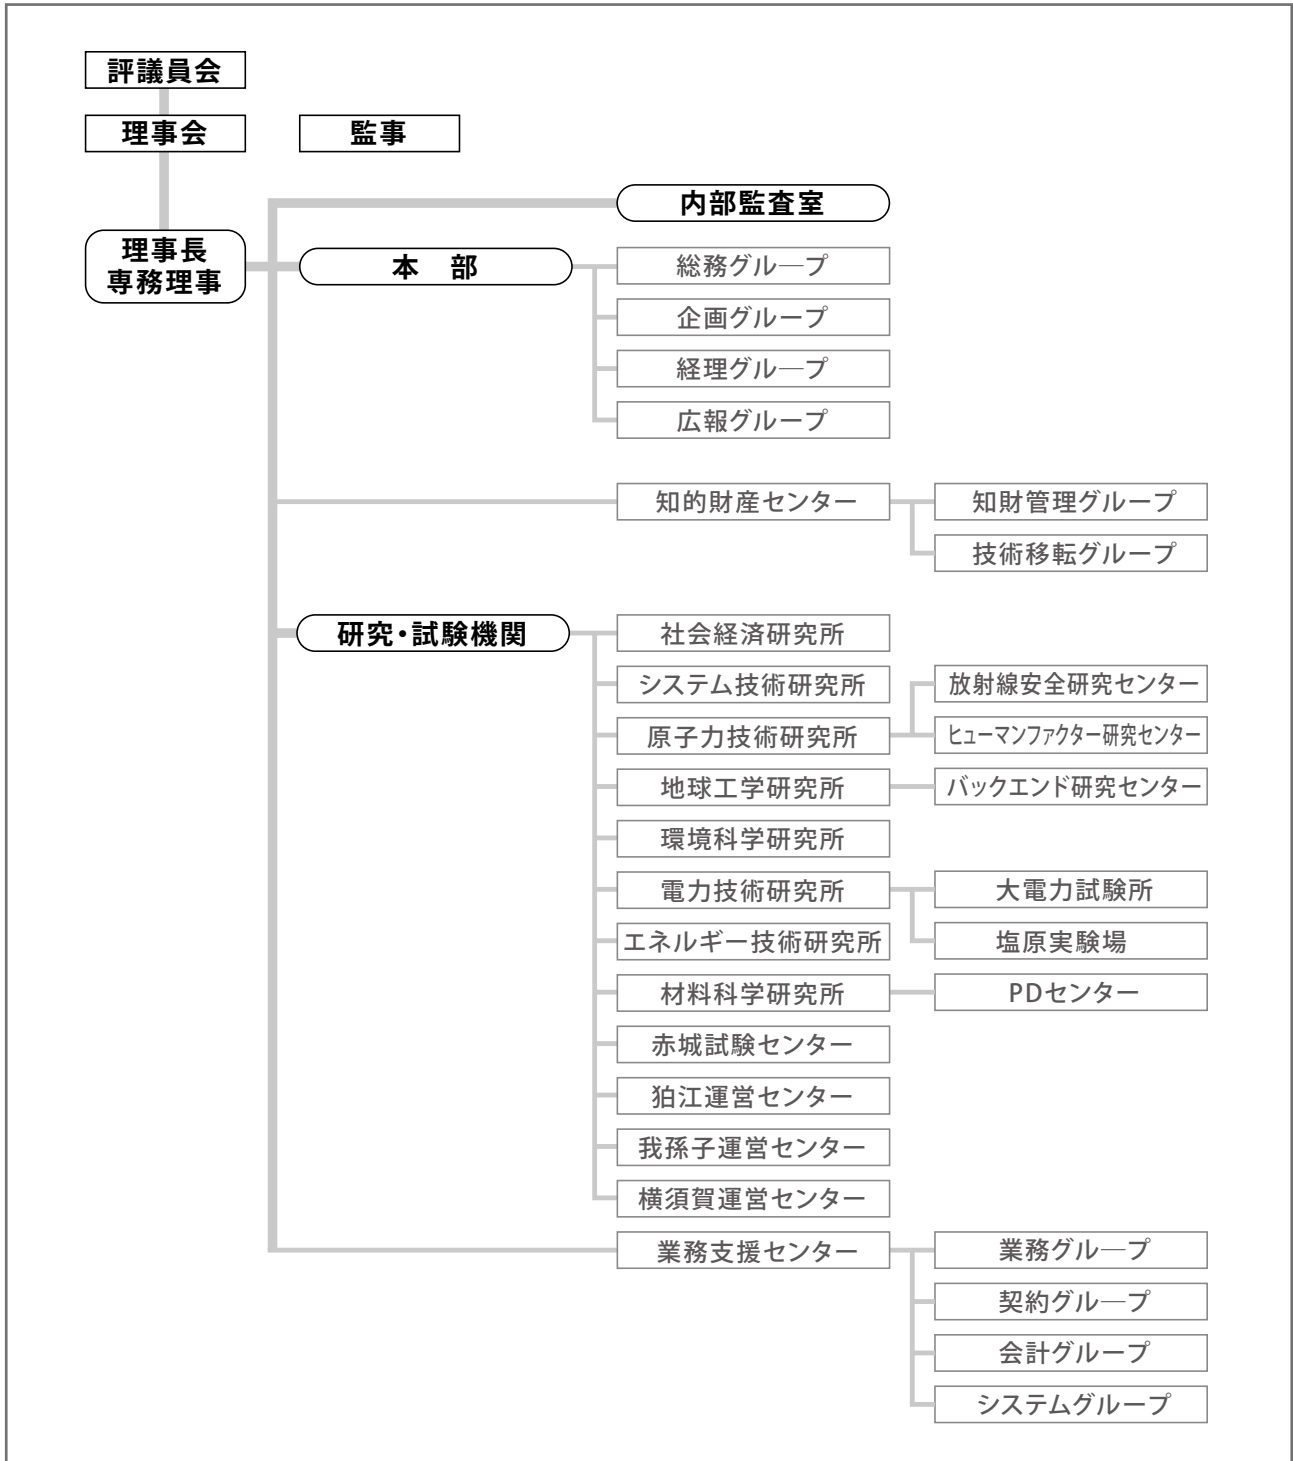 評議員会
理事会
監事
内部監査室
理事長
専務理事
本　部
総務グル―プ
企画グループ
経理グル―プ
広報グループ
知的財産センター
知財管理グループ
技術移転グループ
研究・試験機関
社会経済研究所
システム技術研究所
放射線安全研究センター
原子力技術研究所
ヒューマンファクター研究センター
地球工学研究所
バックエンド研究センター
環境科学研究所
電力技術研究所
大電力試験所
エネルギー技術研究所
塩原実験場
材料科学研究所
PDセンター
赤城試験センター
狛江運営センター
我孫子運営センター
横須賀運営センター
業務支援センター
業務グル―プ
契約グル―プ
会計グループ
システムグループ